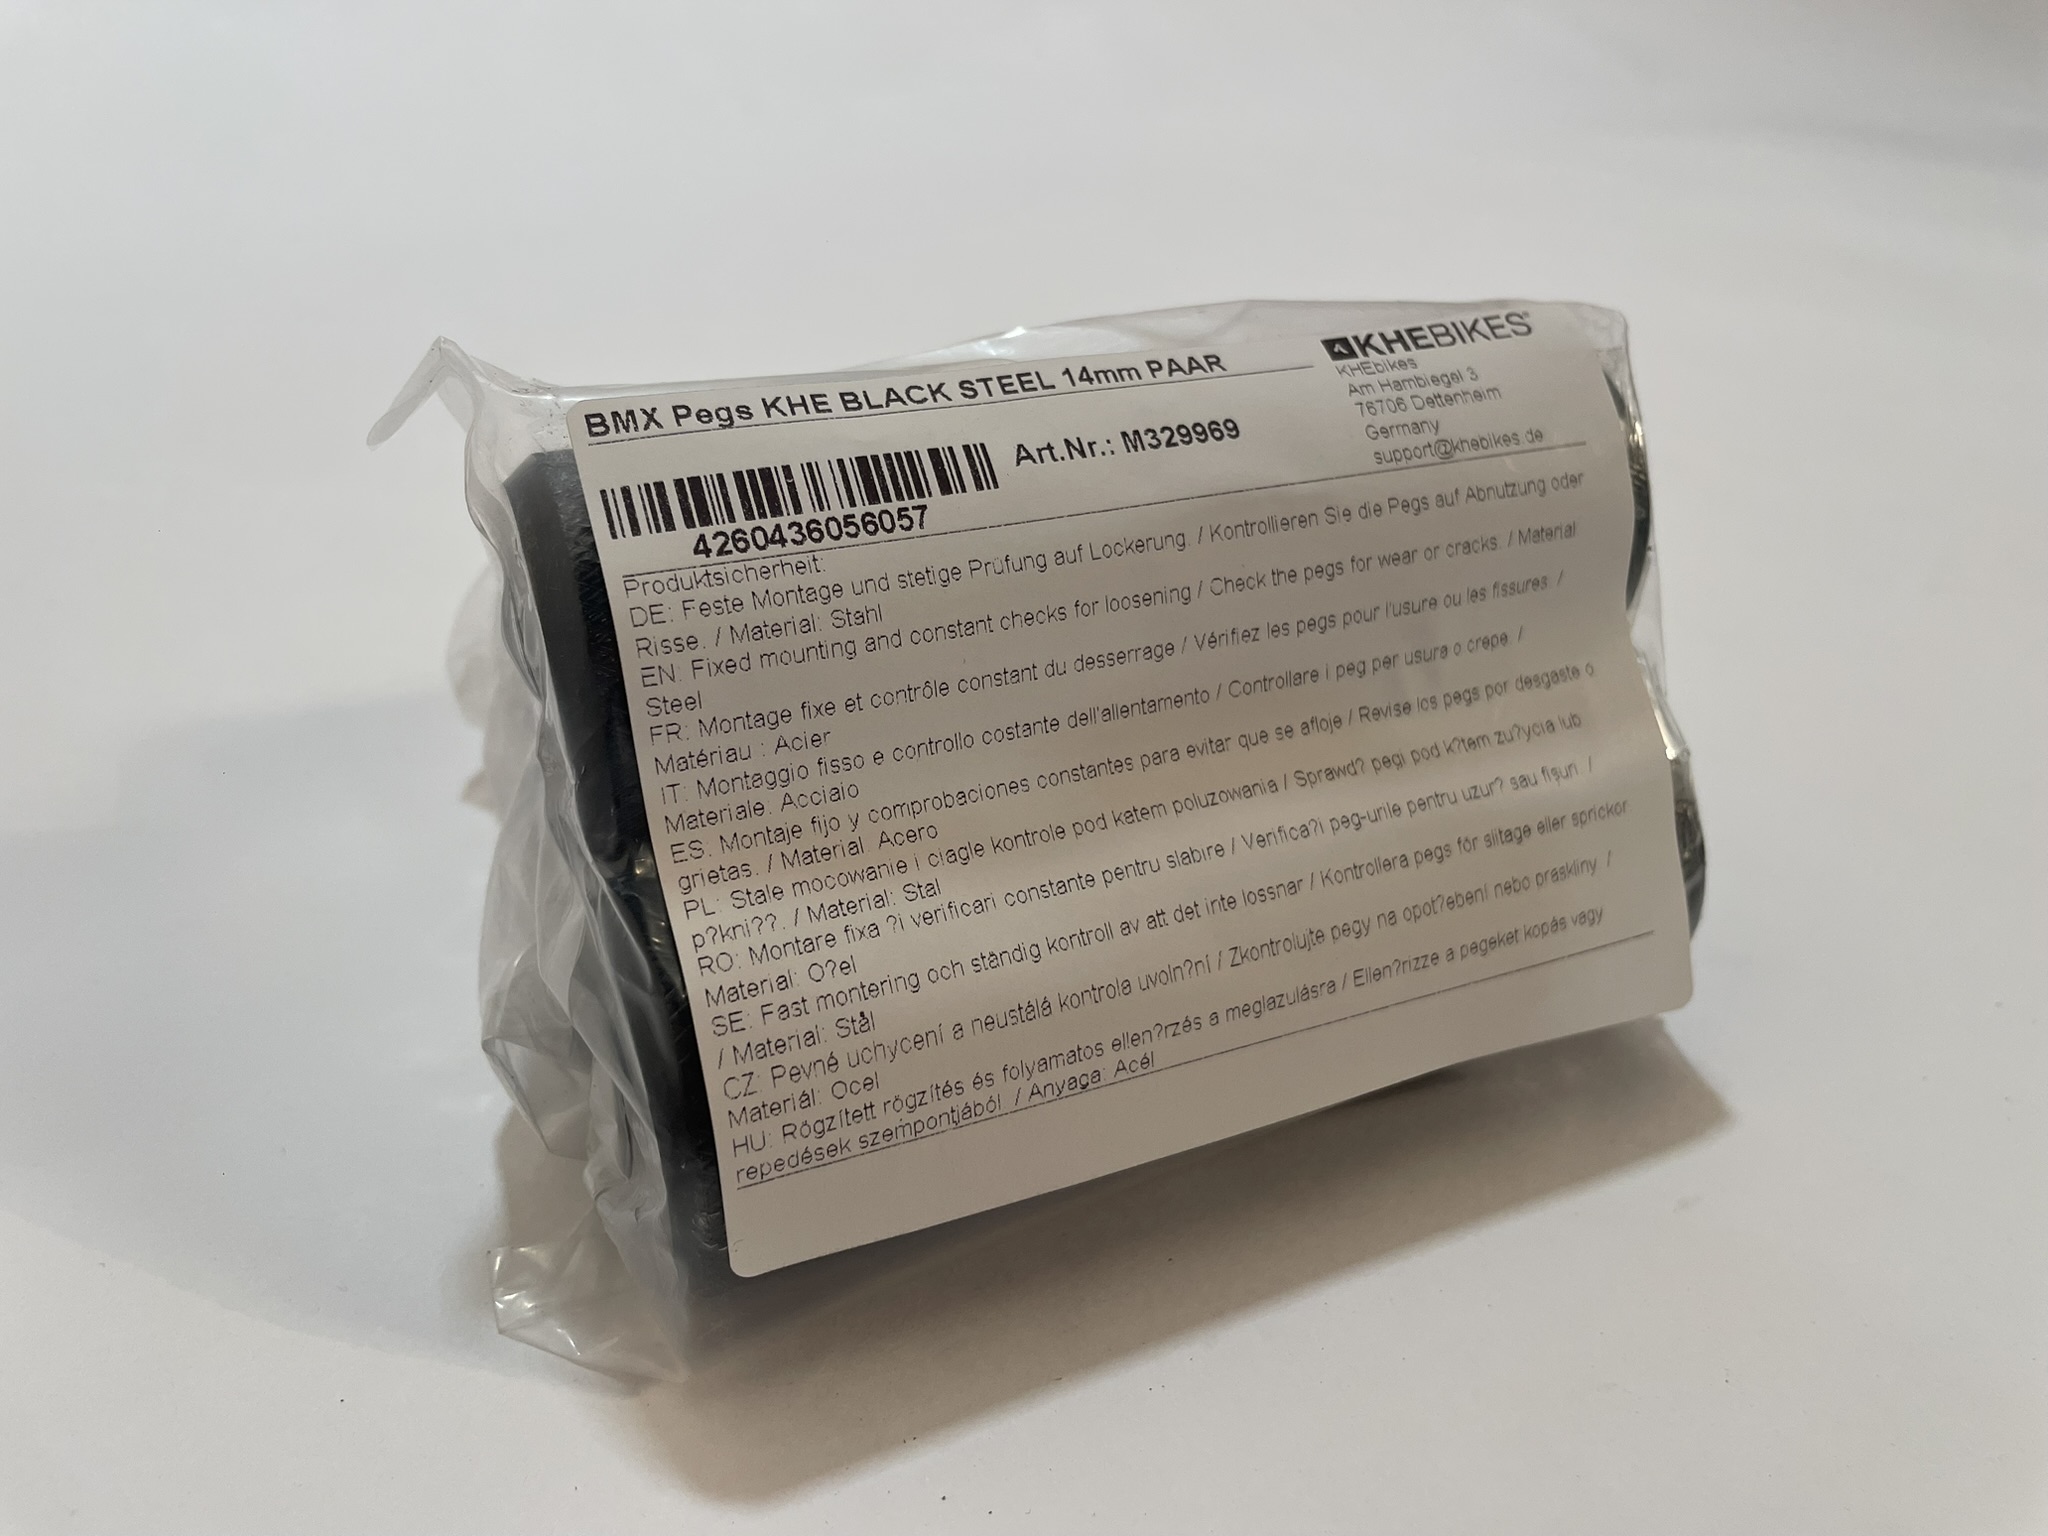 BMX Pegs KHE BLACK STEEL 14mm PAAR
KHEBIKES®
KHEbikes
Am Hambiegel 3
76706 Dettenheim
Germany
support@khebikes.de
Art.Nr.: M329969
4260436056057
Produktsicherheit:
DE: Feste Montage und stetige Prüfung auf Lockerung. / Kontrollieren Sie die Pegs auf Abnutzung oder
Risse. / Material: Stahl
EN: Fixed mounting and constant checks for loosening / Check the pegs for wear or cracks. / Material:
Steel
FR: Montage fixe et contrôle constant du desserrage / Vérifiez les pegs pour l'usure ou les fissures. /
Matériau : Acier
IT: Montaggio fisso e controllo costante dell'allentamento / Controllare i peg per usura o crepe. /
Materiale: Acciaio
ES: Montaje fijo y comprobaciones constantes para evitar que se afloje / Revise los pegs por desgaste o
grietas. / Material: Acero
PL: Stale mocowanie i ciagle kontrole pod katem poluzowania / Sprawd? pegi pod k?tem zu?ycia lub
p?kni??. / Material: Stal
RO: Montare fixa ?i verificari constante pentru slabire / Verifica?i peg-urile pentru uzur? sau fisuri. /
Material: O?el
SE: Fast montering och ständig kontroll av att det inte lossnar / Kontrollera pegs för slitage eller sprickor.
/ Material: Stål
CZ: Pevné uchycení a neustálá kontrola uvoln?ní / Zkontrolujte pegy na opot?ebení nebo praskliny. /
Materiál: Ocel
HU: Rögzített rögzítés és folyamatos ellen?rzés a meglazulásra / Ellen?rizze a pegeket kopás vagy
repedések szempontjából. / Anyaga: Acél